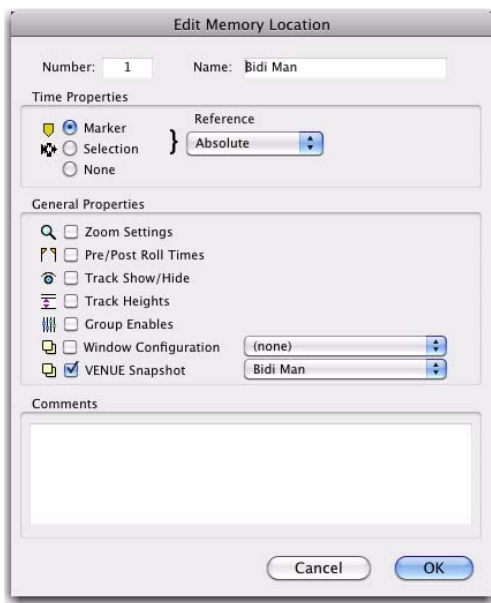 Edit Memory Location
Number: 1 Name: Bidi Man
Time Properties
Marker
Selection
None
Reference
Absolute
General Properties
Zoom Settings
Pre/Post Roll Times
Track Show/Hide
Track Heights
Group Enables
Window Configuration (none)
VENUE Snapshot Bidi Man
Comments
Cancel OK